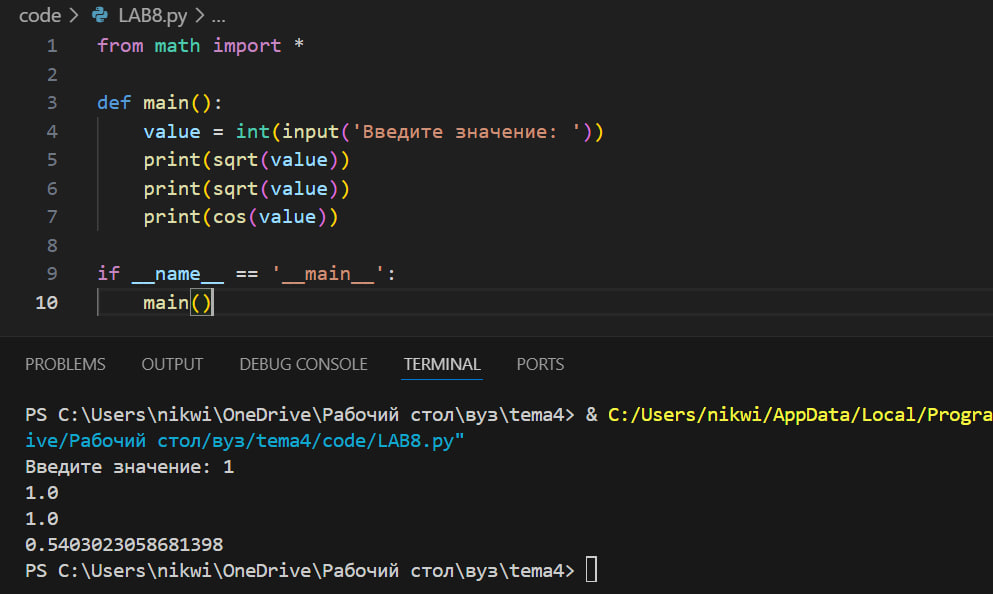 code > LAB8.py > ...
1 from math import *
2
3 def main():
4     value = int(input('Введите значение: '))
5     print(sqrt(value))
6     print(sqrt(value))
7     print(cos(value))
8
9 if __name__ == '__main__':
10     main()
PROBLEMS OUTPUT DEBUG CONSOLE TERMINAL PORTS
PS C:\Users\nikwi\OneDrive\Рабочий стол\вуз\tema4> & C:/Users/nikwi/AppData/Local/Progra
ive/Рабочий стол/вуз/tema4/code/LAB8.py"
Введите значение: 1
1.0
1.0
0.5403023058681398
PS C:\Users\nikwi\OneDrive\Рабочий стол\вуз\tema4>